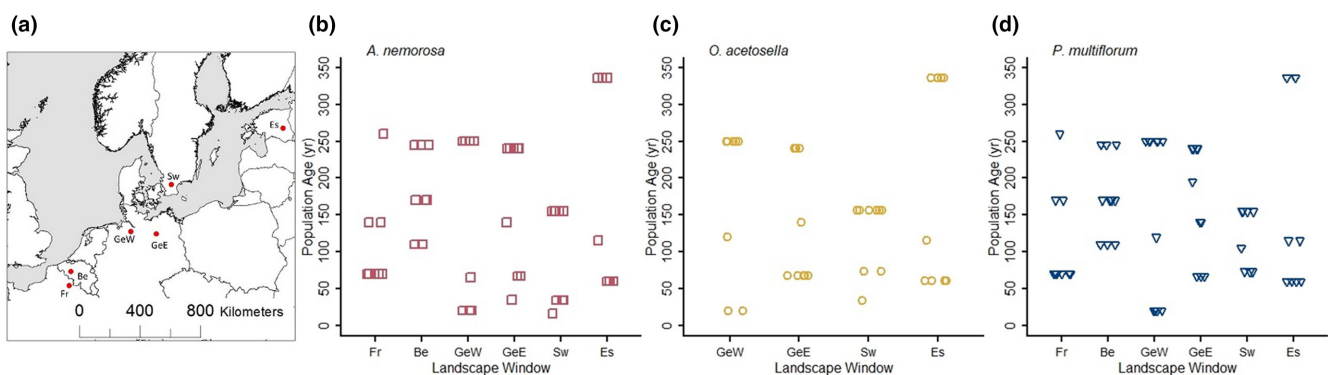 (a)
Es
Sw
GeW
GeE
Be
Fr
0 400 800 Kilometers
(b)
A. nemorosa
Population Age (yr)
350
300
250
200
150
100
50
0
Fr Be GeW GeE Sw Es
Landscape Window
(c)
O. acetosella
Population Age (yr)
350
300
250
200
150
100
50
0
GeW GeE Sw Es
Landscape Window
(d)
P. multiflorum
Population Age (yr)
350
300
250
200
150
100
50
0
Fr Be GeW GeE Sw Es
Landscape Window